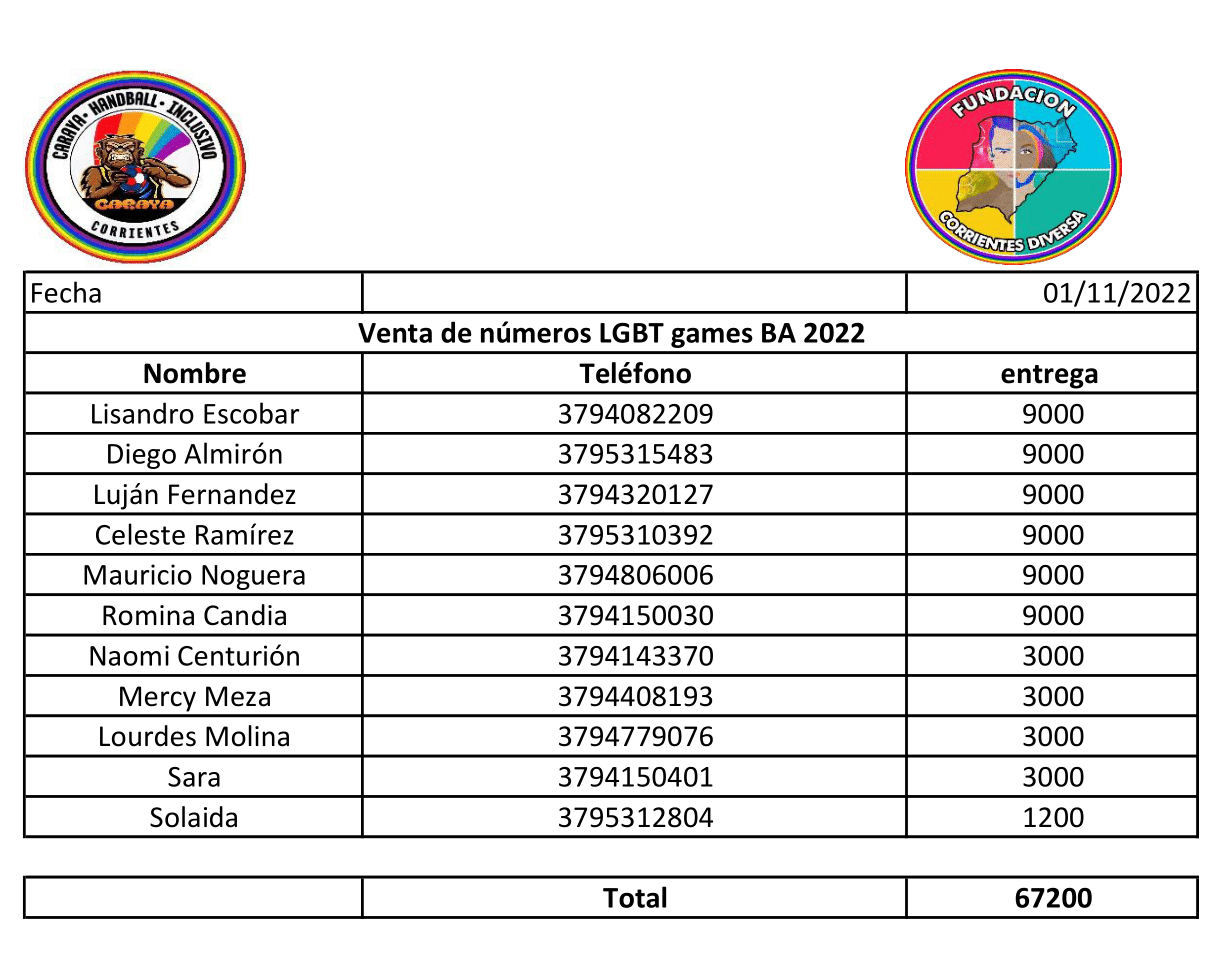 CARAYA • HANDBALL • INCLUSIVO
CARAYA
CORRIENTES
FUNDACION
CORRIENTES DIVERSA
Fecha 01/11/2022
Venta de números LGBT games BA 2022
Nombre Teléfono entrega
Lisandro Escobar 3794082209 9000
Diego Almirón 3795315483 9000
Luján Fernandez 3794320127 9000
Celeste Ramírez 3795310392 9000
Mauricio Noguera 3794806006 9000
Romina Candia 3794150030 9000
Naomi Centurión 3794143370 3000
Mercy Meza 3794408193 3000
Lourdes Molina 3794779076 3000
Sara 3794150401 3000
Solaida 3795312804 1200
Total 67200